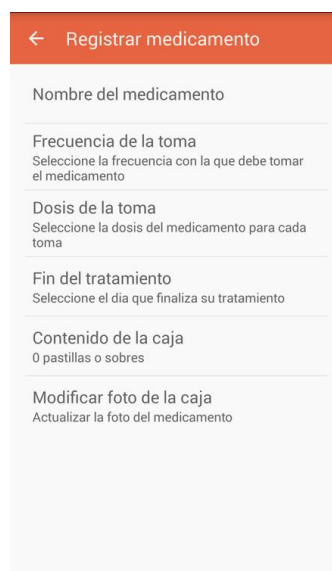 Registrar medicamento
Nombre del medicamento
Frecuencia de la toma
Seleccione la frecuencia con la que debe tomar
el medicamento
Dosis de la toma
Seleccione la dosis del medicamento para cada
toma
Fin del tratamiento
Seleccione el dia que finaliza su tratamiento
Contenido de la caja
0 pastillas o sobres
Modificar foto de la caja
Actualizar la foto del medicamento